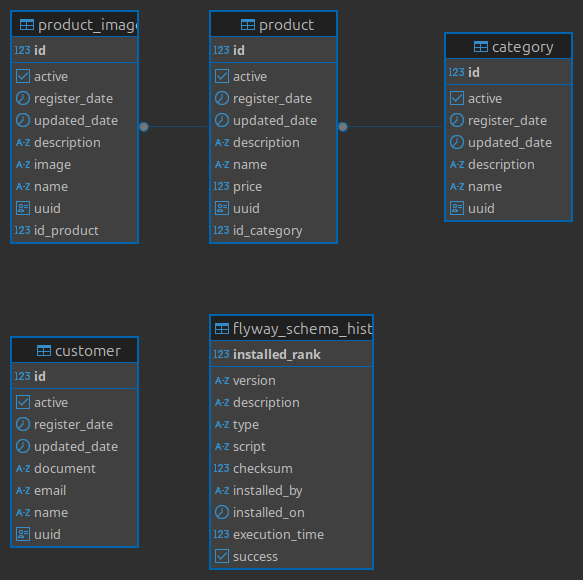 product_imag
123 id
active
register_date
updated_date
A-Z description
A-Z image
A-Z name
uuid
123 id_product
product
123 id
active
register_date
updated_date
A-Z description
A-Z name
123 price
uuid
123 id_category
category
123 id
active
register_date
updated_date
A-Z description
A-Z name
uuid
customer
123 id
active
register_date
updated_date
A-Z document
A-Z email
A-Z name
uuid
flyway_schema_hist
123 installed_rank
A-Z version
A-Z description
A-Z type
A-Z script
123 checksum
A-Z installed_by
installed_on
123 execution_time
success